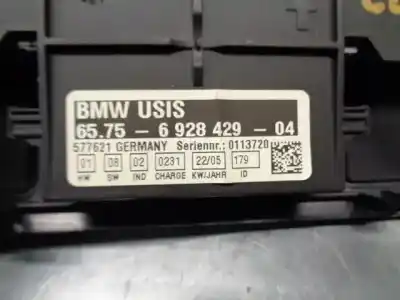 BMW USIS
65.75 - 6 928 429 - 04
577621 GERMANY Seriennr.: 0113720
01 08 02 0231 22/05 179
HW SW IND CHARGE KW/JAHR ID